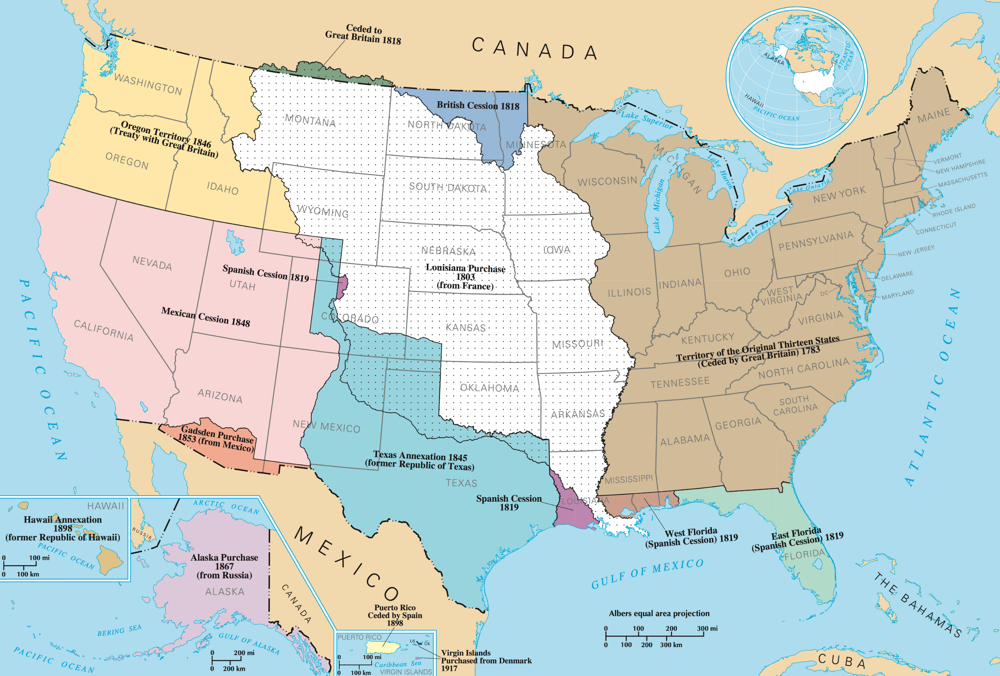 Ceded to
Great Britain 1818
CANADA
ALASKA
ATLANTIC
OCEAN
HAWAII
PACIFIC OCEAN
WASHINGTON
MONTANA
NORTH DAKOTA
British Cession 1818
MINNESOTA
Lake Superior
MAINE
Oregon Territory 1846
(Treaty with Great Britain)
OREGON
IDAHO
WYOMING
SOUTH DAKOTA
WISCONSIN
MICHIGAN
Lake Michigan
Lake Huron
Lake Ontario
Lake Erie
NEW YORK
VERMONT
NEW HAMPSHIRE
MASSACHUSETTS
RHODE ISLAND
CONNECTICUT
NEW JERSEY
DELAWARE
MARYLAND
PENNSYLVANIA
NEVADA
UTAH
Spanish Cession 1819
NEBRASKA
Louisiana Purchase
1803
(from France)
IOWA
ILLINOIS
INDIANA
OHIO
WEST
VIRGINIA
DC
VIRGINIA
PACIFIC OCEAN
CALIFORNIA
Mexican Cession 1848
COLORADO
KANSAS
MISSOURI
KENTUCKY
Territory of the Original Thirteen States
(Ceded by Great Britain) 1783
ATLANTIC OCEAN
ARIZONA
NEW MEXICO
OKLAHOMA
ARKANSAS
TENNESSEE
NORTH CAROLINA
SOUTH
CAROLINA
GEORGIA
ALABAMA
MISSISSIPPI
Gadsden Purchase
1853 (from Mexico)
Texas Annexation 1845
(former Republic of Texas)
TEXAS
Spanish Cession
1819
LOUISIANA
West Florida
(Spanish Cession) 1819
East Florida
(Spanish Cession) 1819
FLORIDA
GULF OF MEXICO
MEXICO
THE BAHAMAS
CUBA
HAWAII
Hawaii Annexation
1898
(former Republic of Hawaii)
PACIFIC OCEAN
0 100 mi
0 100 km
RUSSIA
ARCTIC OCEAN
Alaska Purchase
1867
(from Russia)
ALASKA
CANADA
BERING SEA
GULF OF ALASKA
PACIFIC OCEAN
0 200 mi
0 200 km
Puerto Rico
Ceded by Spain
1898
PUERTO RICO
US
UK
0 100 mi
0 100 km
Caribbean Sea
VIRGIN ISLANDS
Virgin Islands
Purchased from Denmark
1917
Albers equal area projection
0 100 200 300 mi
0 100 200 300 km